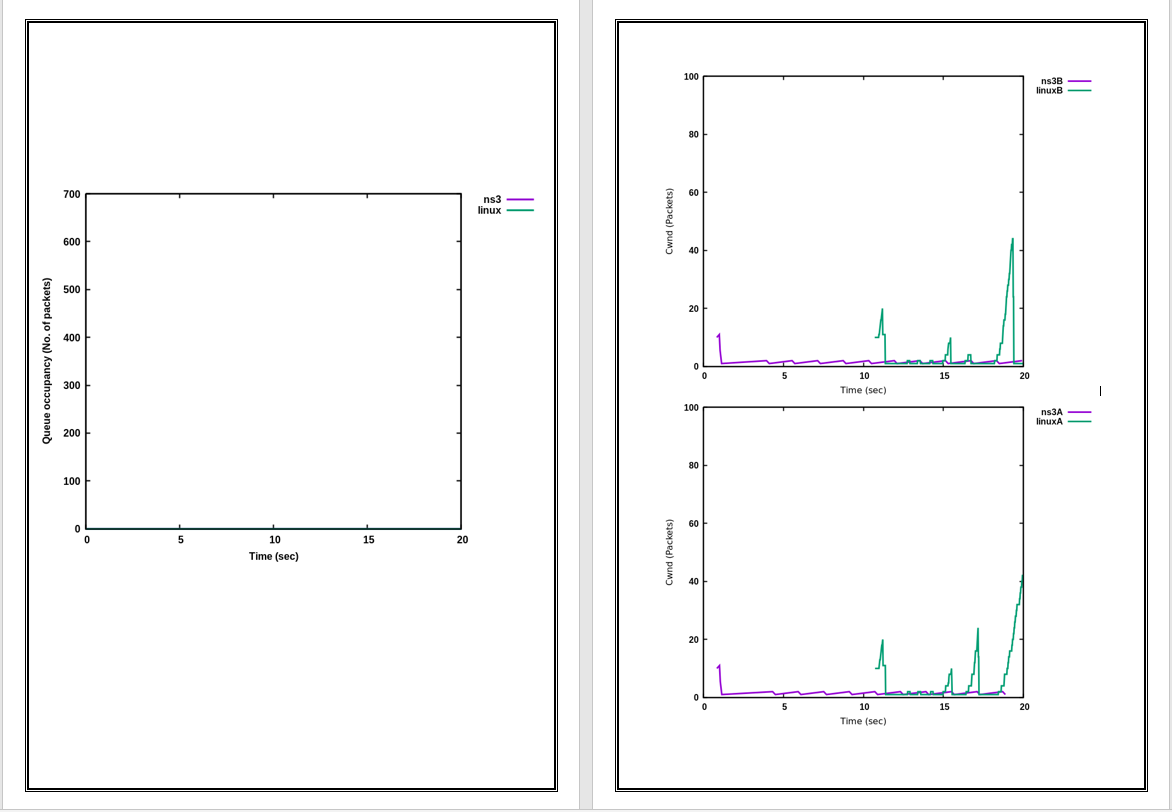 ns3
linux
700
600
500
400
300
200
100
0
0 5 10 15 20
Queue occupancy (No. of packets)
Time (sec)
ns3B
linuxB
100
80
60
40
20
0
0 5 10 15 20
Cwnd (Packets)
Time (sec)
ns3A
linuxA
100
80
60
40
20
0
0 5 10 15 20
Cwnd (Packets)
Time (sec)